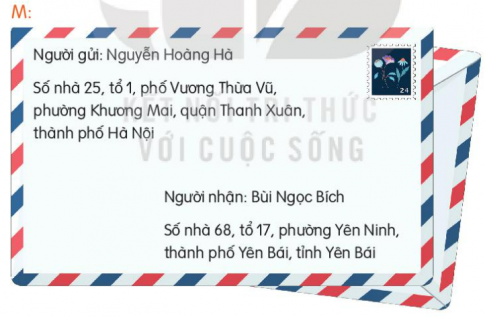 M:
Người gửi: Nguyễn Hoàng Hà
Số nhà 25, tổ 1, phố Vương Thừa Vũ,
phường Khương Mai, quận Thanh Xuân,
thành phố Hà Nội
24
KẾT NỐI TRI THỨC
VỚI CUỘC SỐNG
Người nhận: Bùi Ngọc Bích
Số nhà 68, tổ 17, phường Yên Ninh,
thành phố Yên Bái, tỉnh Yên Bái